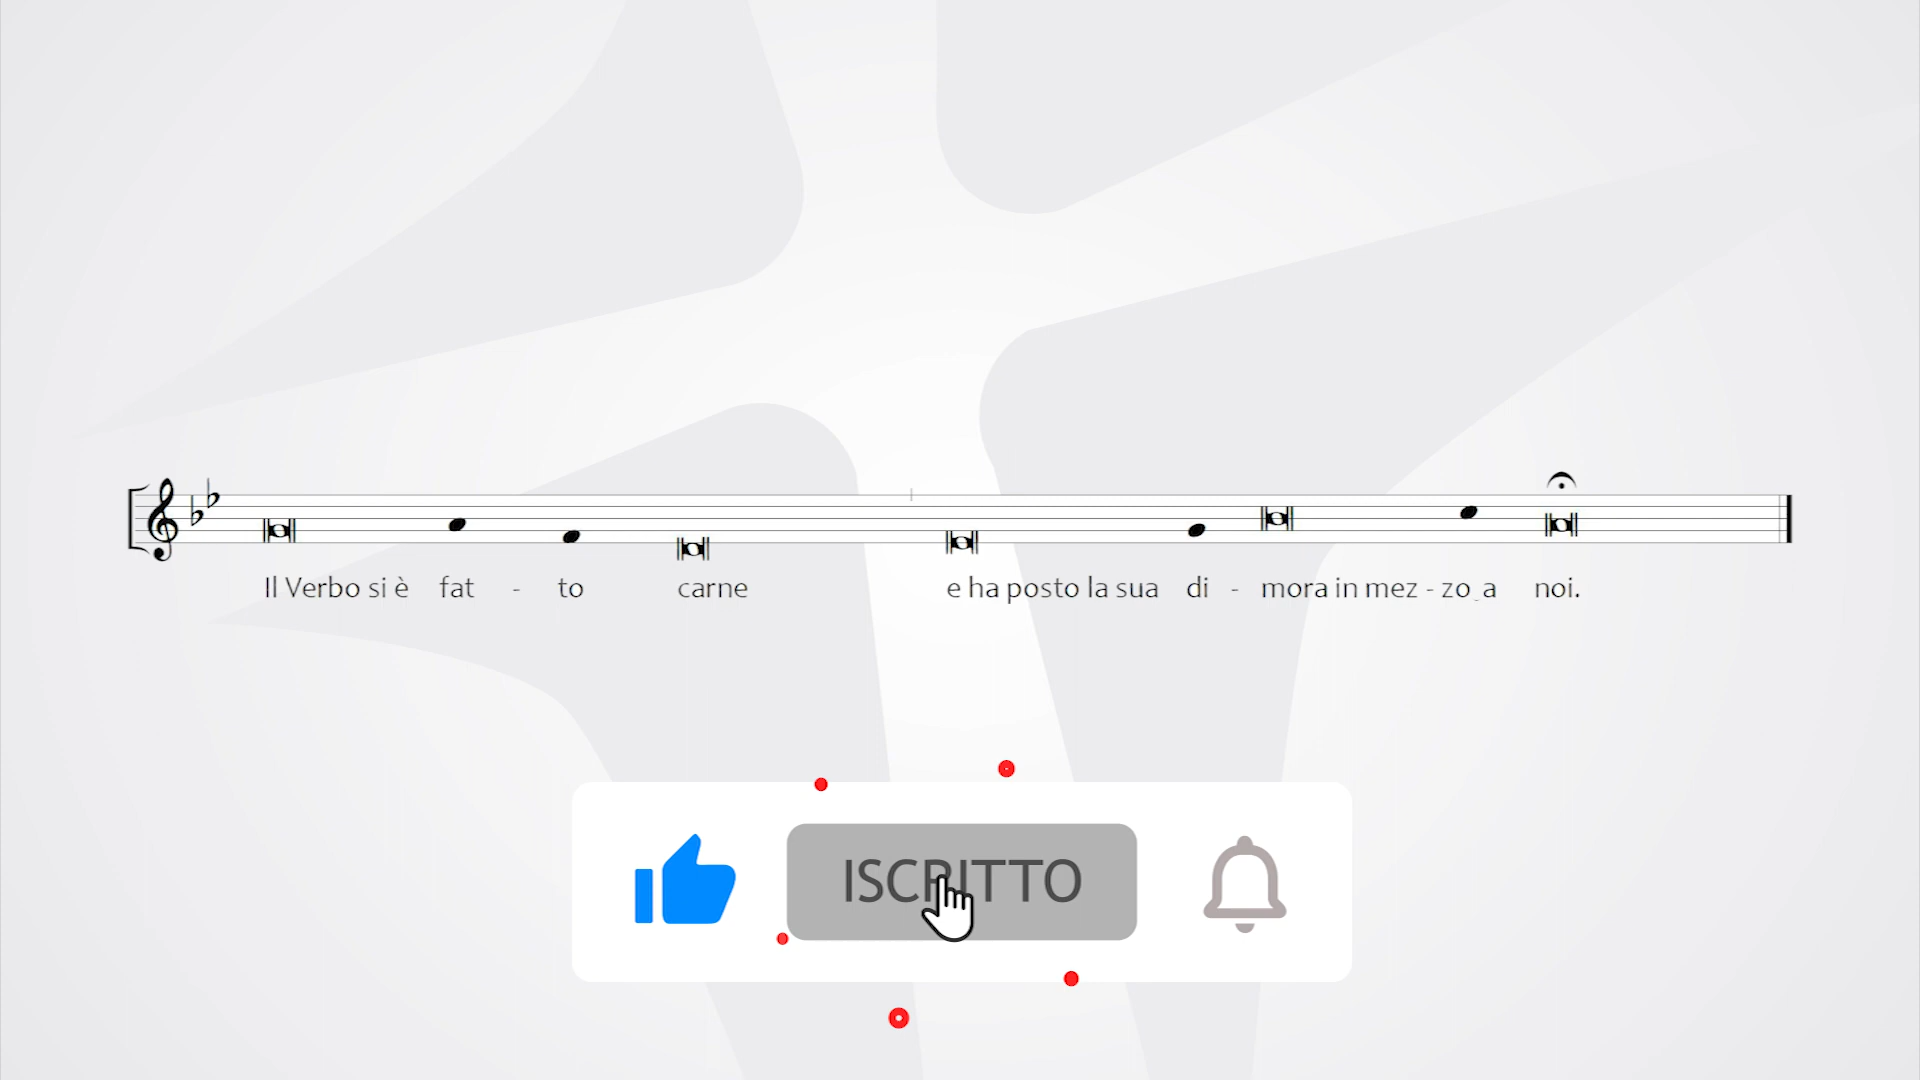 Il Verbo si è fat - to carne e ha posto la sua di - mora in mez - zo‿a noi.
ISCRITTO